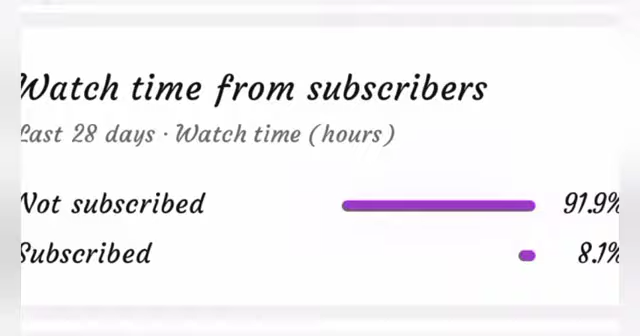 Watch time from subscribers
Last 28 days · Watch time (hours)
Not subscribed 91.9%
Subscribed 8.1%